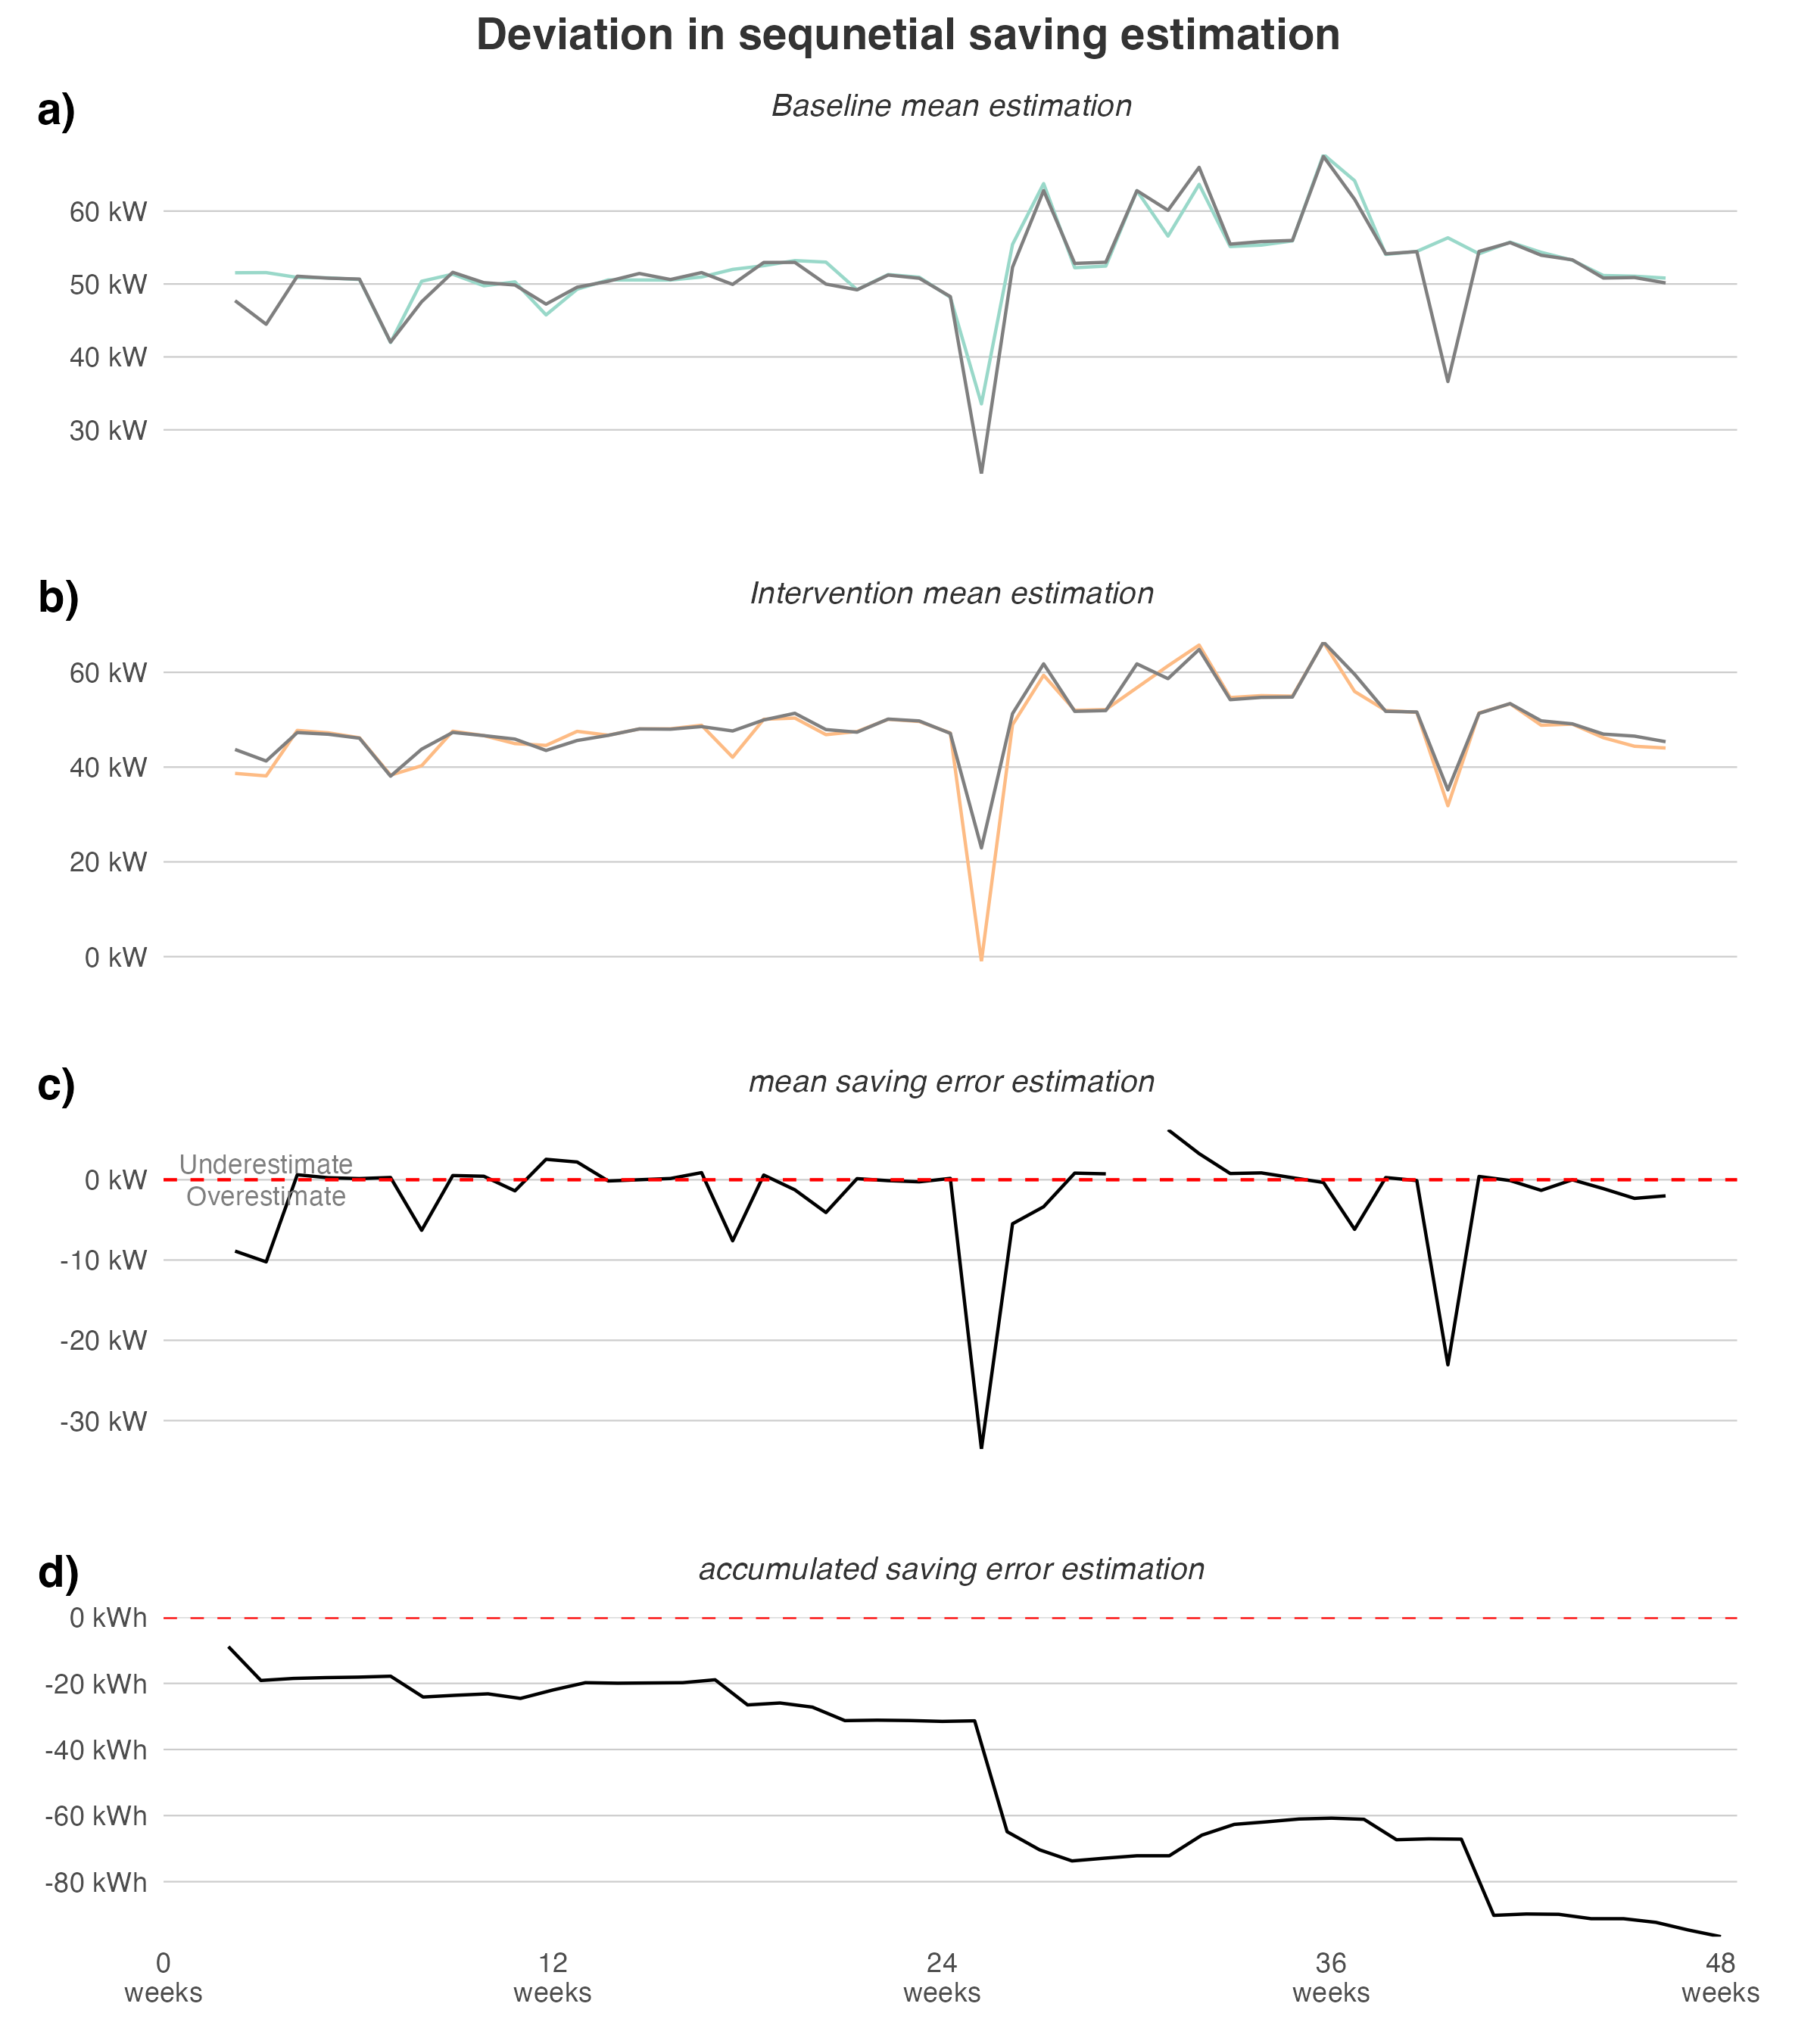 Deviation in sequnetial saving estimation
a)
Baseline mean estimation
60 kW
50 kW
40 kW
30 kW
b)
Intervention mean estimation
60 kW
40 kW
20 kW
0 kW
c)
mean saving error estimation
Underestimate
0 kW
Overestimate
-10 kW
-20 kW
-30 kW
d)
accumulated saving error estimation
0 kWh
-20 kWh
-40 kWh
-60 kWh
-80 kWh
0 12 24 36 48
weeks weeks weeks weeks weeks